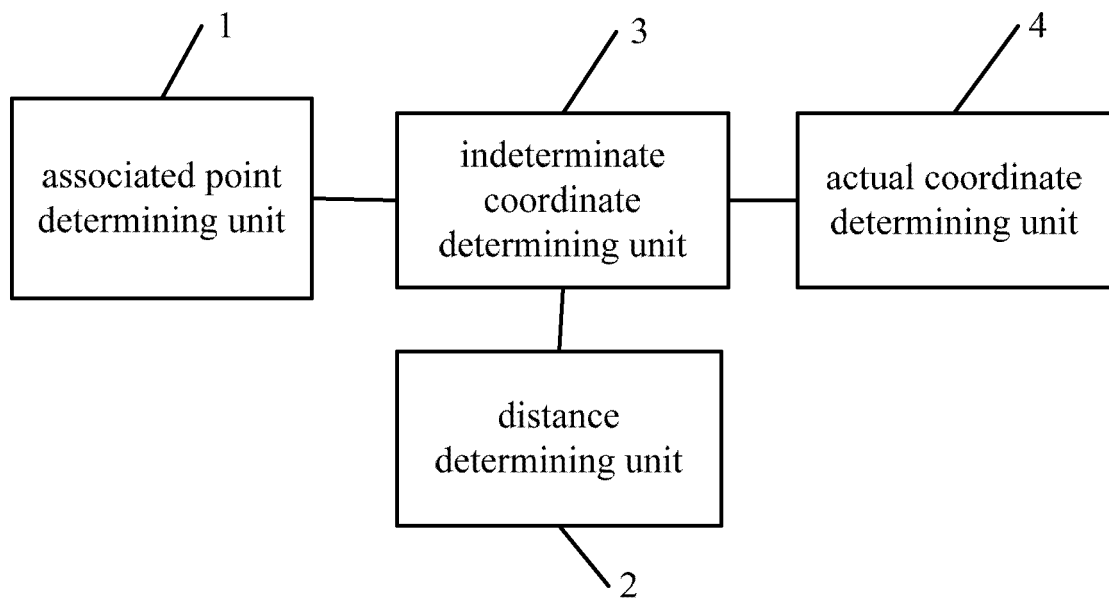 1
3
4
associated point
determining unit
indeterminate
coordinate
determining unit
actual coordinate
determining unit
distance
determining unit
2